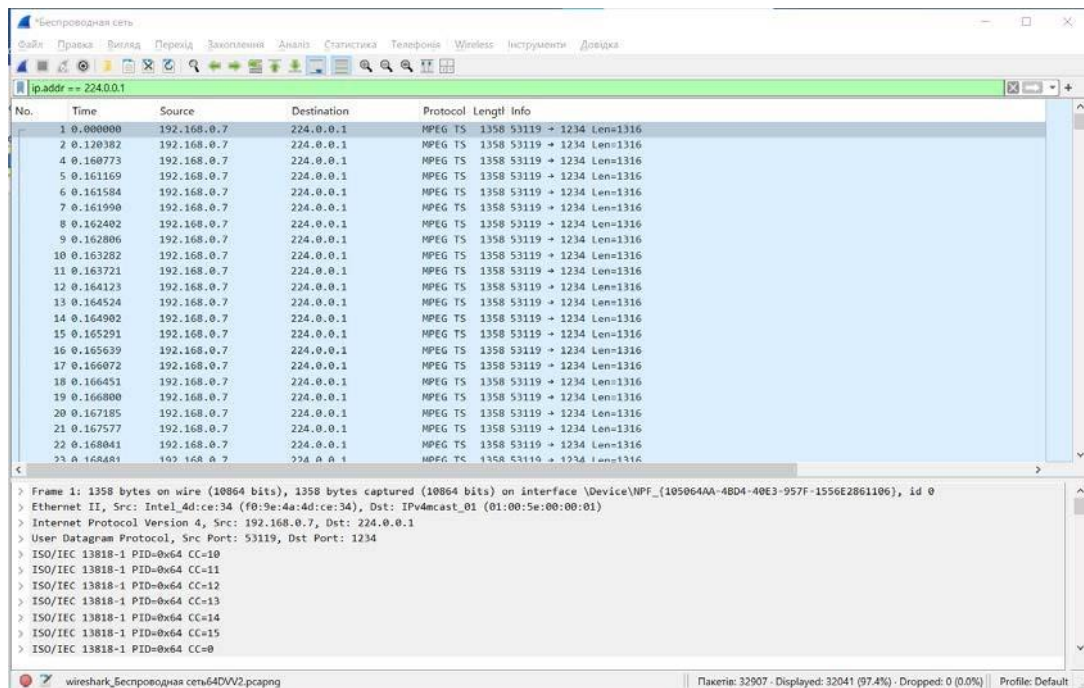 *Беспроводная сеть
Файл Правка Вигляд Перехід Захоплення Аналіз Статистика Телефонія Wireless Інструменти Довідка
ip.addr == 224.0.0.1
No. Time Source Destination Protocol Lengtl Info
1 0.000000 192.168.0.7 224.0.0.1 MPEG TS 1358 53119 → 1234 Len=1316
2 0.120382 192.168.0.7 224.0.0.1 MPEG TS 1358 53119 → 1234 Len=1316
4 0.160773 192.168.0.7 224.0.0.1 MPEG TS 1358 53119 → 1234 Len=1316
5 0.161169 192.168.0.7 224.0.0.1 MPEG TS 1358 53119 → 1234 Len=1316
6 0.161584 192.168.0.7 224.0.0.1 MPEG TS 1358 53119 → 1234 Len=1316
7 0.161990 192.168.0.7 224.0.0.1 MPEG TS 1358 53119 → 1234 Len=1316
8 0.162402 192.168.0.7 224.0.0.1 MPEG TS 1358 53119 → 1234 Len=1316
9 0.162806 192.168.0.7 224.0.0.1 MPEG TS 1358 53119 → 1234 Len=1316
10 0.163282 192.168.0.7 224.0.0.1 MPEG TS 1358 53119 → 1234 Len=1316
11 0.163721 192.168.0.7 224.0.0.1 MPEG TS 1358 53119 → 1234 Len=1316
12 0.164123 192.168.0.7 224.0.0.1 MPEG TS 1358 53119 → 1234 Len=1316
13 0.164524 192.168.0.7 224.0.0.1 MPEG TS 1358 53119 → 1234 Len=1316
14 0.164902 192.168.0.7 224.0.0.1 MPEG TS 1358 53119 → 1234 Len=1316
15 0.165291 192.168.0.7 224.0.0.1 MPEG TS 1358 53119 → 1234 Len=1316
16 0.165639 192.168.0.7 224.0.0.1 MPEG TS 1358 53119 → 1234 Len=1316
17 0.166072 192.168.0.7 224.0.0.1 MPEG TS 1358 53119 → 1234 Len=1316
18 0.166451 192.168.0.7 224.0.0.1 MPEG TS 1358 53119 → 1234 Len=1316
19 0.166800 192.168.0.7 224.0.0.1 MPEG TS 1358 53119 → 1234 Len=1316
20 0.167185 192.168.0.7 224.0.0.1 MPEG TS 1358 53119 → 1234 Len=1316
21 0.167577 192.168.0.7 224.0.0.1 MPEG TS 1358 53119 → 1234 Len=1316
22 0.168041 192.168.0.7 224.0.0.1 MPEG TS 1358 53119 → 1234 Len=1316
23 0.168481 192.168.0.7 224.0.0.1 MPEG TS 1358 53119 → 1234 Len=1316
> Frame 1: 1358 bytes on wire (10864 bits), 1358 bytes captured (10864 bits) on interface \Device\NPF_{105064AA-4BD4-40E3-957F-1556E2861106}, id 0
> Ethernet II, Src: Intel_4d:ce:34 (f0:9e:4a:4d:ce:34), Dst: IPv4mcast_01 (01:00:5e:00:00:01)
> Internet Protocol Version 4, Src: 192.168.0.7, Dst: 224.0.0.1
> User Datagram Protocol, Src Port: 53119, Dst Port: 1234
> ISO/IEC 13818-1 PID=0x64 CC=10
> ISO/IEC 13818-1 PID=0x64 CC=11
> ISO/IEC 13818-1 PID=0x64 CC=12
> ISO/IEC 13818-1 PID=0x64 CC=13
> ISO/IEC 13818-1 PID=0x64 CC=14
> ISO/IEC 13818-1 PID=0x64 CC=15
> ISO/IEC 13818-1 PID=0x64 CC=0
wireshark_Беспроводная сеть64DVV2.pcapng Пакетів: 32907 · Displayed: 32041 (97.4%) · Dropped: 0 (0.0%) Profile: Default